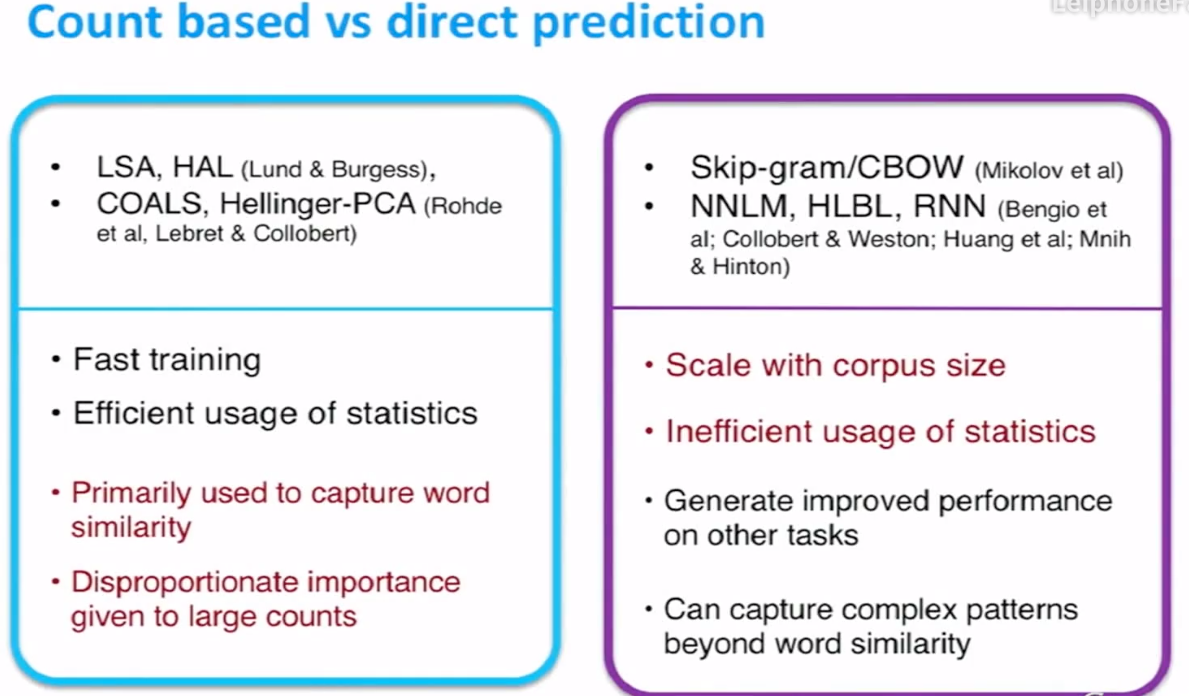 Count based vs direct prediction
• LSA, HAL (Lund & Burgess),
• COALS, Hellinger-PCA (Rohde
et al, Lebret & Collobert)
• Fast training
• Efficient usage of statistics
• Primarily used to capture word
similarity
• Disproportionate importance
given to large counts
• Skip-gram/CBOW (Mikolov et al)
• NNLM, HLBL, RNN (Bengio et
al; Collobert & Weston; Huang et al; Mnih
& Hinton)
• Scale with corpus size
• Inefficient usage of statistics
• Generate improved performance
on other tasks
• Can capture complex patterns
beyond word similarity